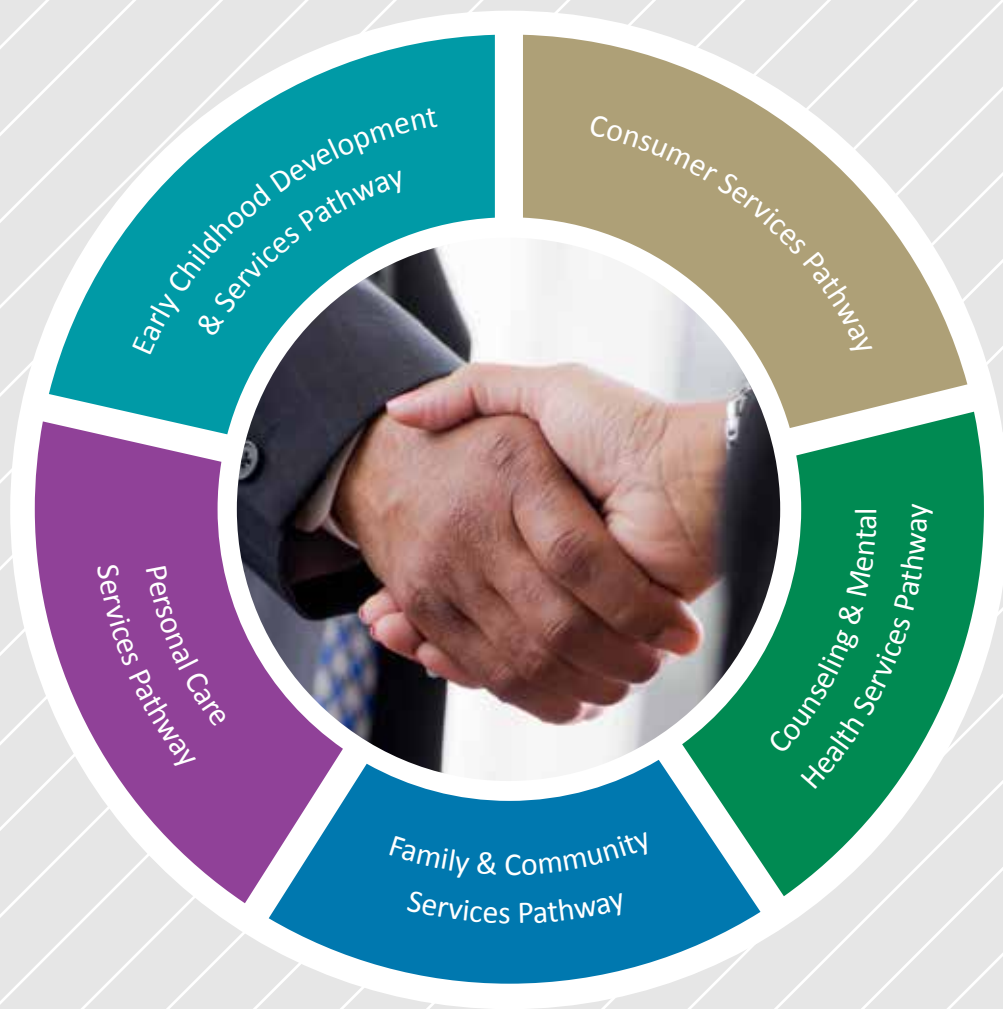 Early Childhood Development
& Services Pathway
Consumer Services Pathway
Counseling & Mental
Health Services Pathway
Family & Community
Services Pathway
Personal Care
Services Pathway